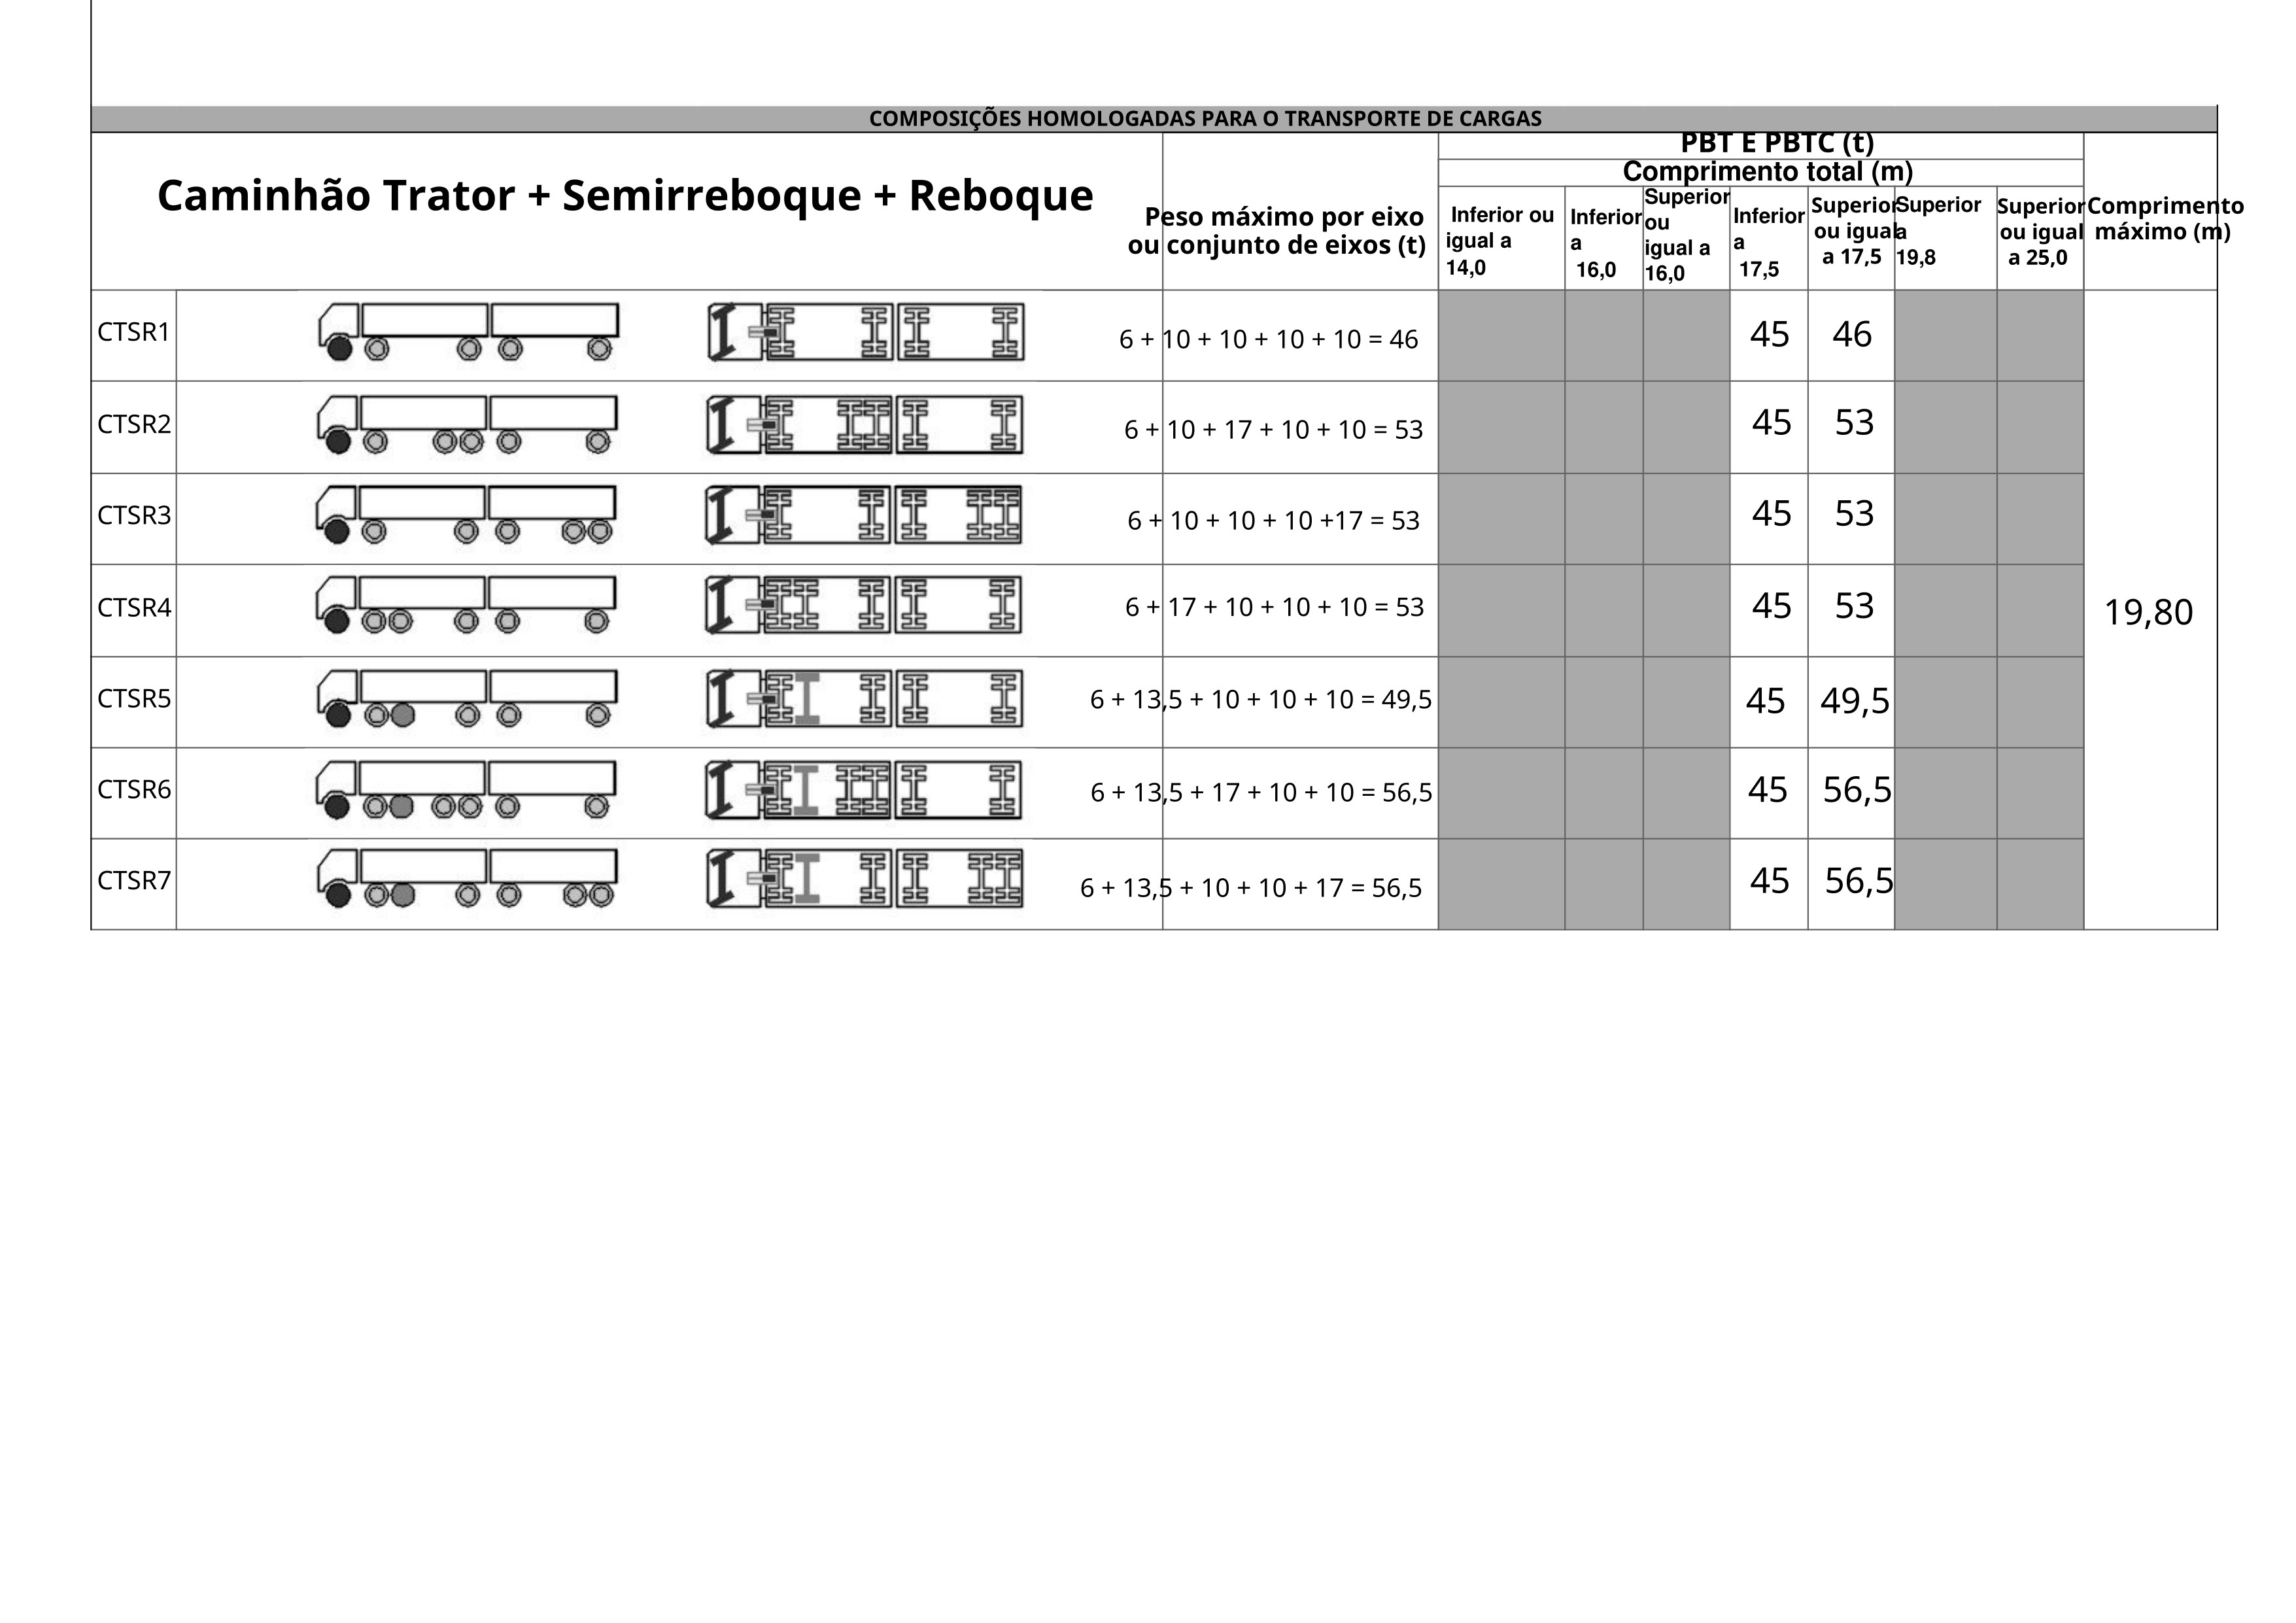 COMPOSIÇÕES HOMOLOGADAS PARA O TRANSPORTE DE CARGAS
Caminhão Trator + Semirreboque + Reboque
Peso máximo por eixo
ou conjunto de eixos (t)
PBT E PBTC (t)
Comprimento total (m)
Inferior ou
igual a
14,0
Inferior
a
16,0
Superior
ou
igual a
16,0
Inferior
a
17,5
Superior
ou igual
a 17,5
Superior
a
19,8
Superior
ou igual
a 25,0
Comprimento
máximo (m)
CTSR1 6 + 10 + 10 + 10 + 10 = 46 45 46
CTSR2 6 + 10 + 17 + 10 + 10 = 53 45 53
CTSR3 6 + 10 + 10 + 10 +17 = 53 45 53
CTSR4 6 + 17 + 10 + 10 + 10 = 53 45 53
19,80
CTSR5 6 + 13,5 + 10 + 10 + 10 = 49,5 45 49,5
CTSR6 6 + 13,5 + 17 + 10 + 10 = 56,5 45 56,5
CTSR7 6 + 13,5 + 10 + 10 + 17 = 56,5 45 56,5